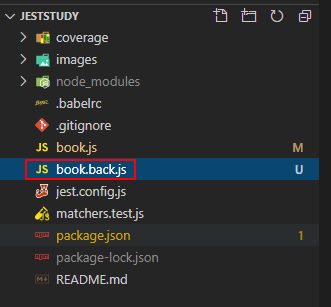 JESTSTUDY
coverage
images
node_modules
.babelrc
.gitignore
JS book.js M
JS book.back.js U
jest.config.js
matchers.test.js
package.json 1
package-lock.json
README.md